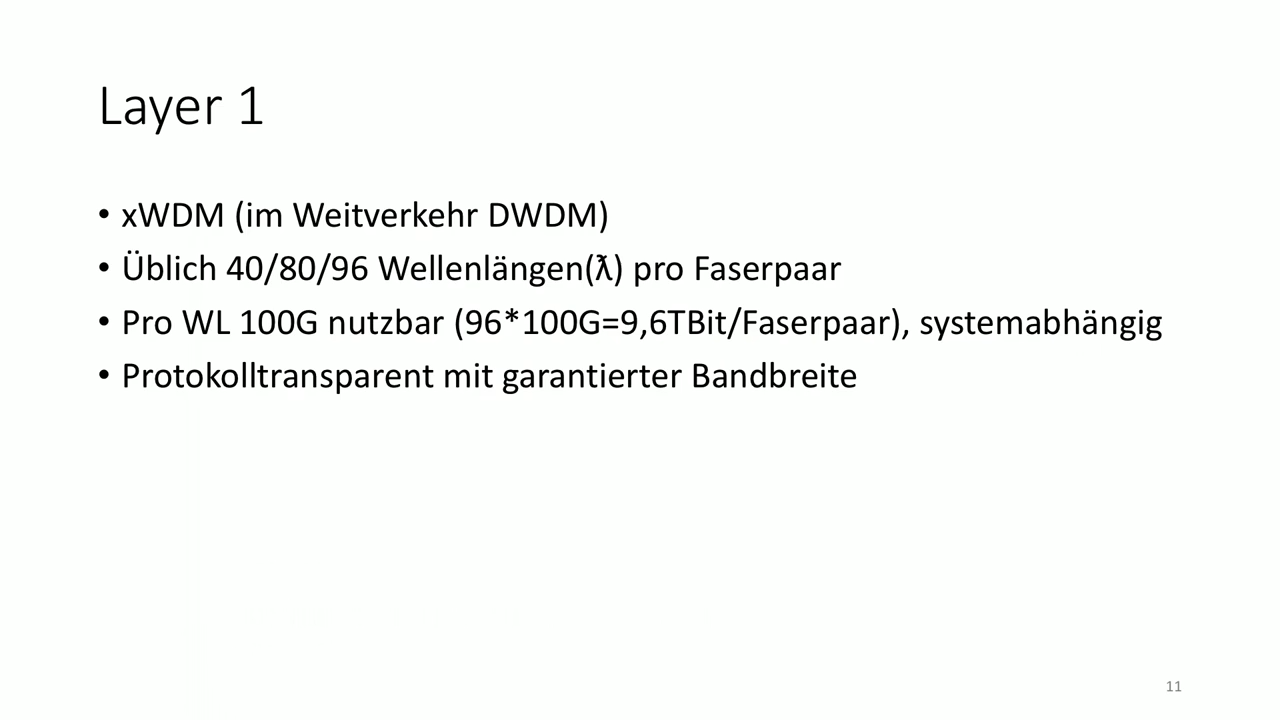 Layer 1
• xWDM (im Weitverkehr DWDM)
• Üblich 40/80/96 Wellenlängen(ƛ) pro Faserpaar
• Pro WL 100G nutzbar (96*100G=9,6TBit/Faserpaar), systemabhängig
• Protokolltransparent mit garantierter Bandbreite
11